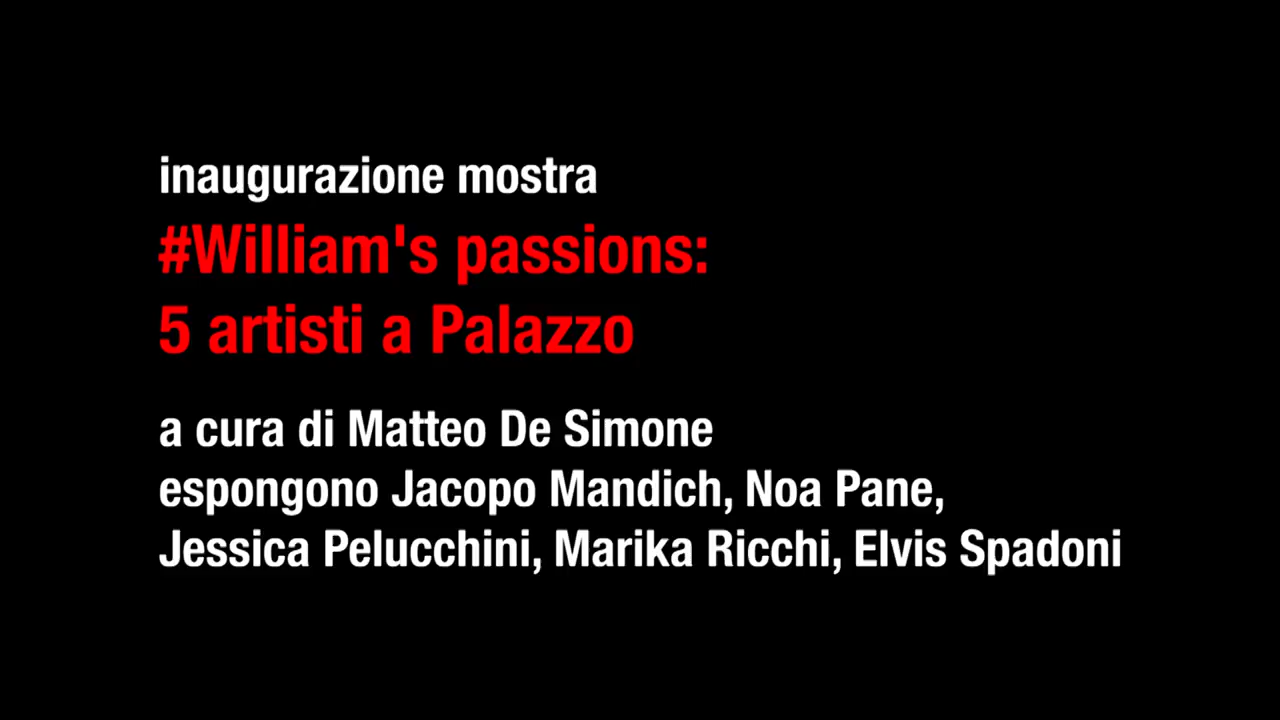 inaugurazione mostra
#William's passions:
5 artisti a Palazzo
a cura di Matteo De Simone
espongono Jacopo Mandich, Noa Pane,
Jessica Pelucchini, Marika Ricchi, Elvis Spadoni